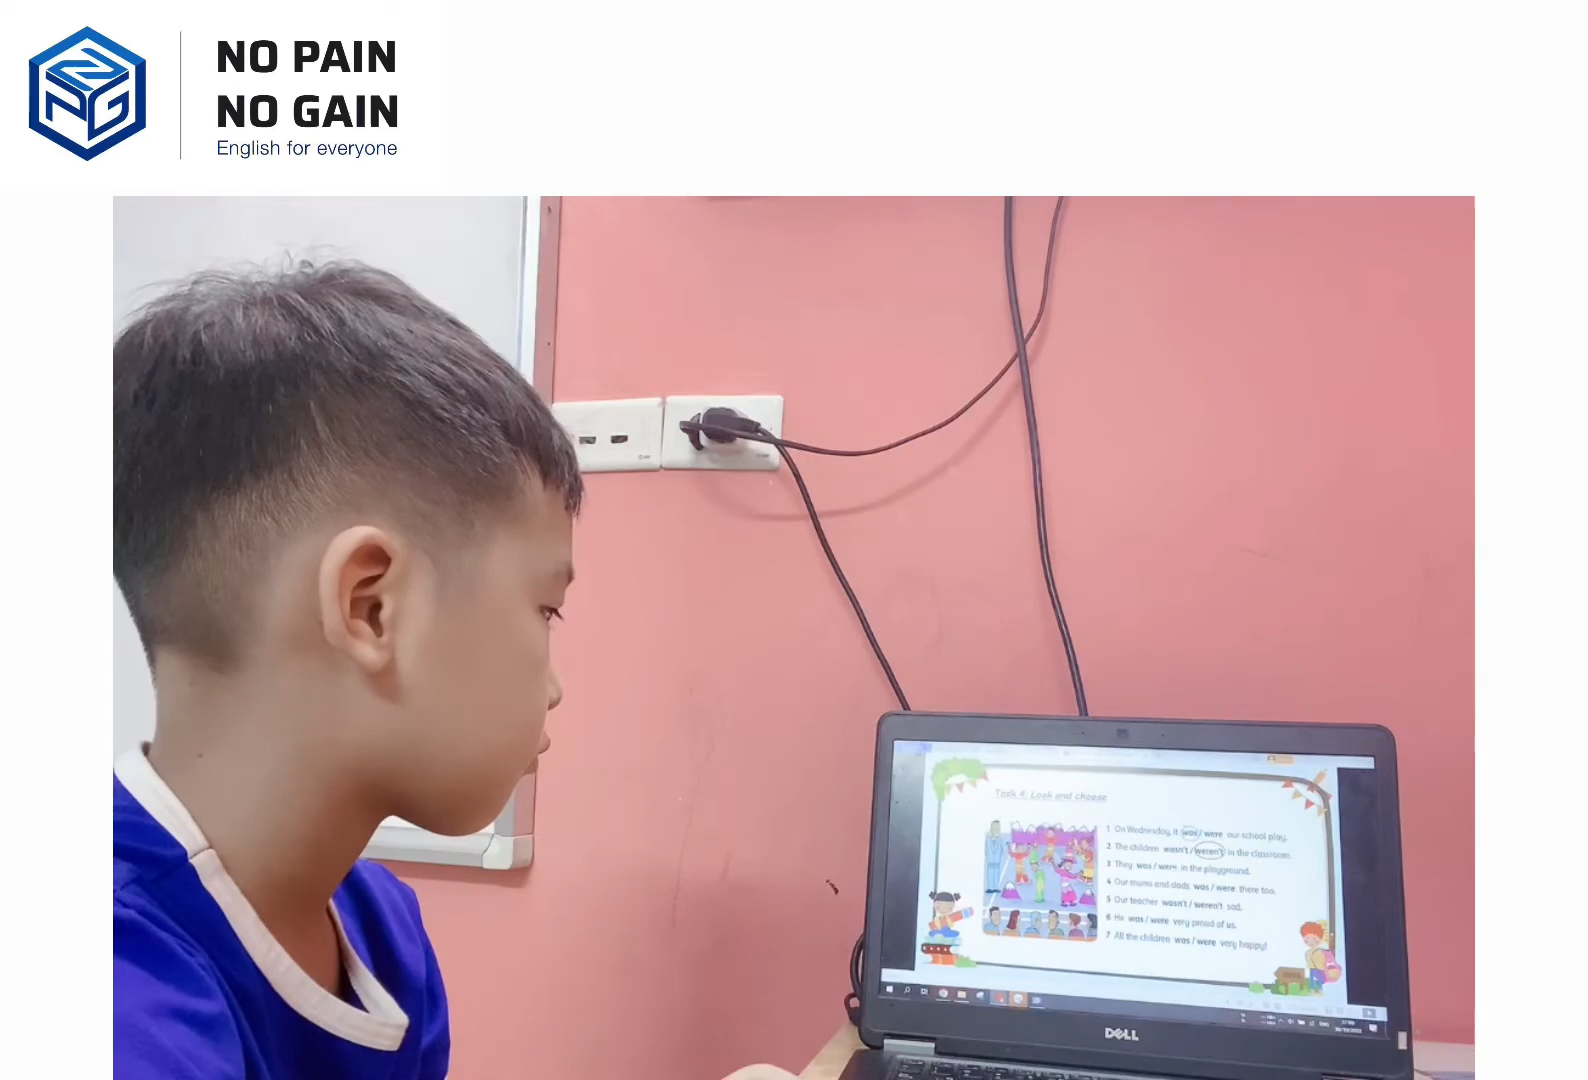 NO PAIN
NO GAIN
English for everyone
Task 4: Look and choose
1 On Wednesday, it was / were our school play.
2 The children wasn't / weren't in the classroom.
3 They was / were in the playground.
4 Our mums and dads was / were there too.
5 Our teacher wasn't / weren't sad.
6 He was / were very proud of us.
7 All the children was / were very happy!
DELL